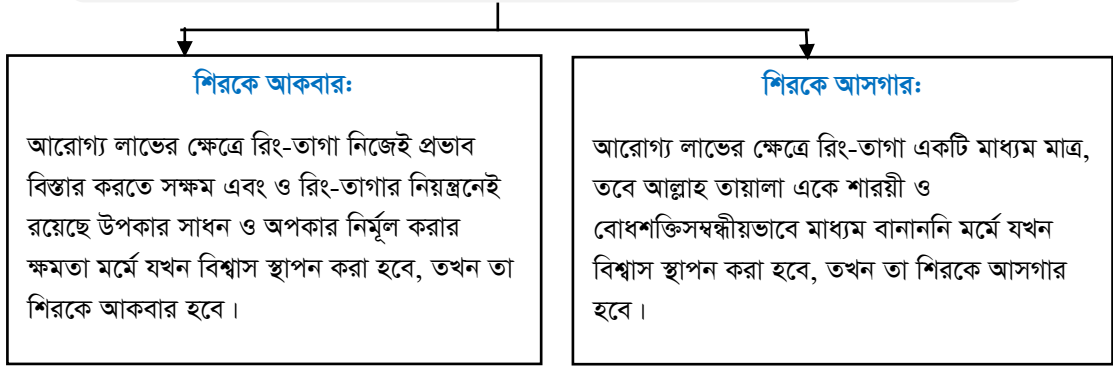 শিরকে আকবার:
আরোগ্য লাভের ক্ষেত্রে রিং-তাগা নিজেই প্রভাব
বিস্তার করতে সক্ষম এবং ও রিং-তাগার নিয়ন্ত্রনেই
রয়েছে উপকার সাধন ও অপকার নির্মূল করার
ক্ষমতা মর্মে যখন বিশ্বাস স্থাপন করা হবে, তখন তা
শিরকে আকবার হবে।
শিরকে আসগার:
আরোগ্য লাভের ক্ষেত্রে রিং-তাগা একটি মাধ্যম মাত্র,
তবে আল্লাহ তায়ালা একে শারয়ী ও
বোধশক্তিসম্বন্ধীয়ভাবে মাধ্যম বানাননি মর্মে যখন
বিশ্বাস স্থাপন করা হবে, তখন তা শিরকে আসগার
হবে।